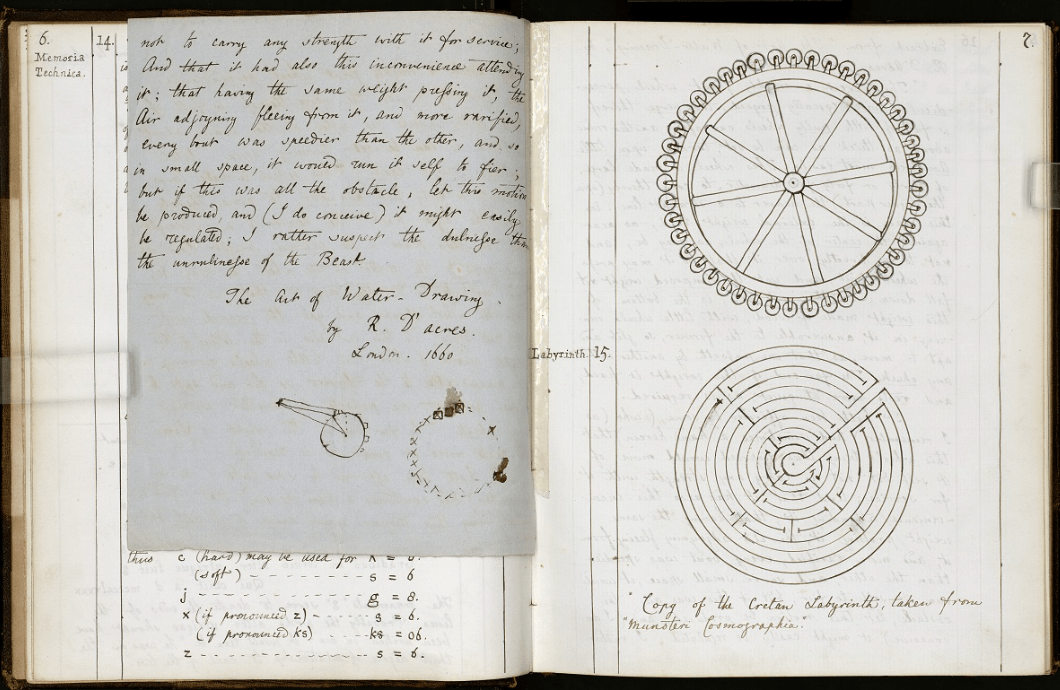 6.
Memoria
Technica.
14.
not to carry any strength with it for service;
And that it had also this inconvenience attending
it; that having the same weight pressing it, the
Air adjoyning fleeing from it, and more rarified,
every bout was speedier than the other, and so
in small space, it would run it self to fier;
but if this was all the obstacle, let this motion
be produced, and (I do conceive) it might easily
be regulated; I rather suspect the dulnesse then
the unrulinesse of the Beast.
The Art of Water-Drawing
by R. D'acres.
London. 1660
thus c (hard) may be used for = 6.
(soft) s = 6
j g = 8.
x (if pronounced z) s = 6.
(if pronounced ks) ks = 06.
z s = 6.
7.
Labyrinth. 15.
"Copy of the Cretan Labyrinth, taken from
"Munsteri Cosmographia".